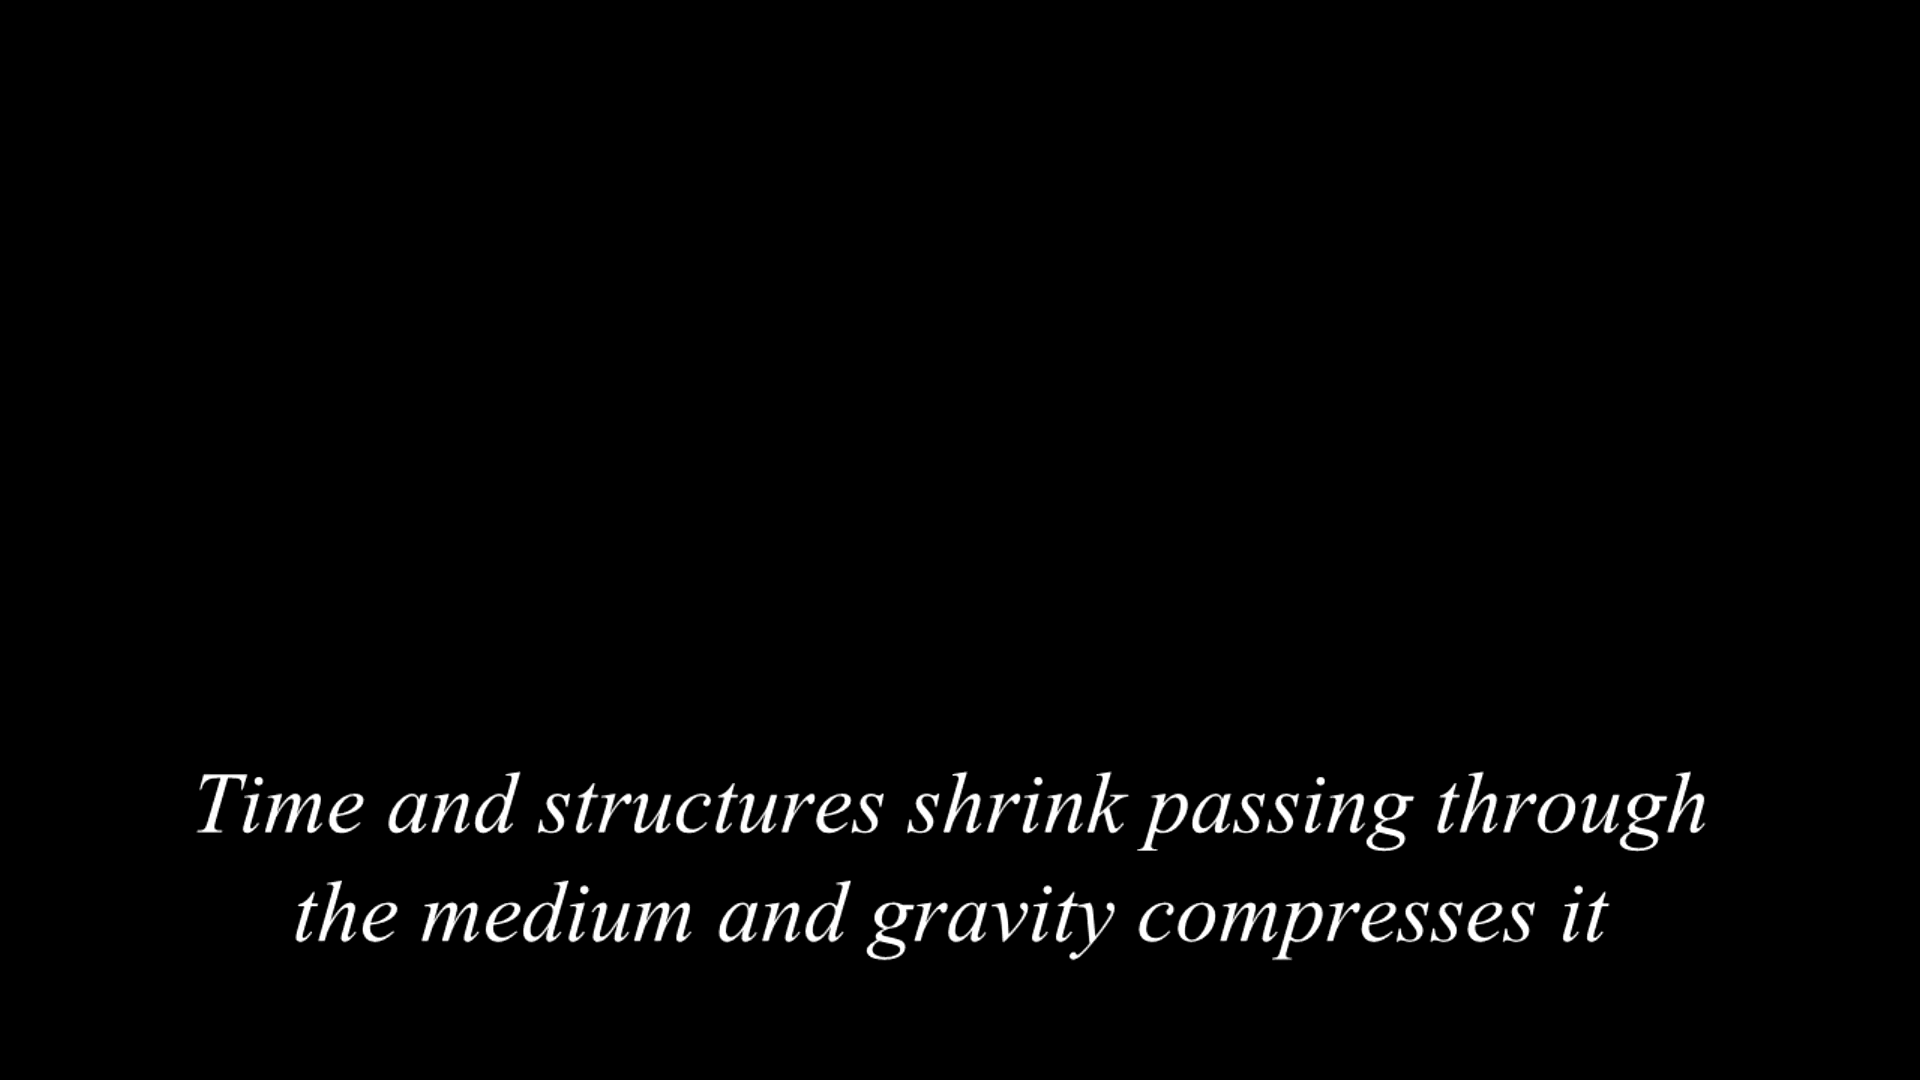 Time and structures shrink passing through
the medium and gravity compresses it